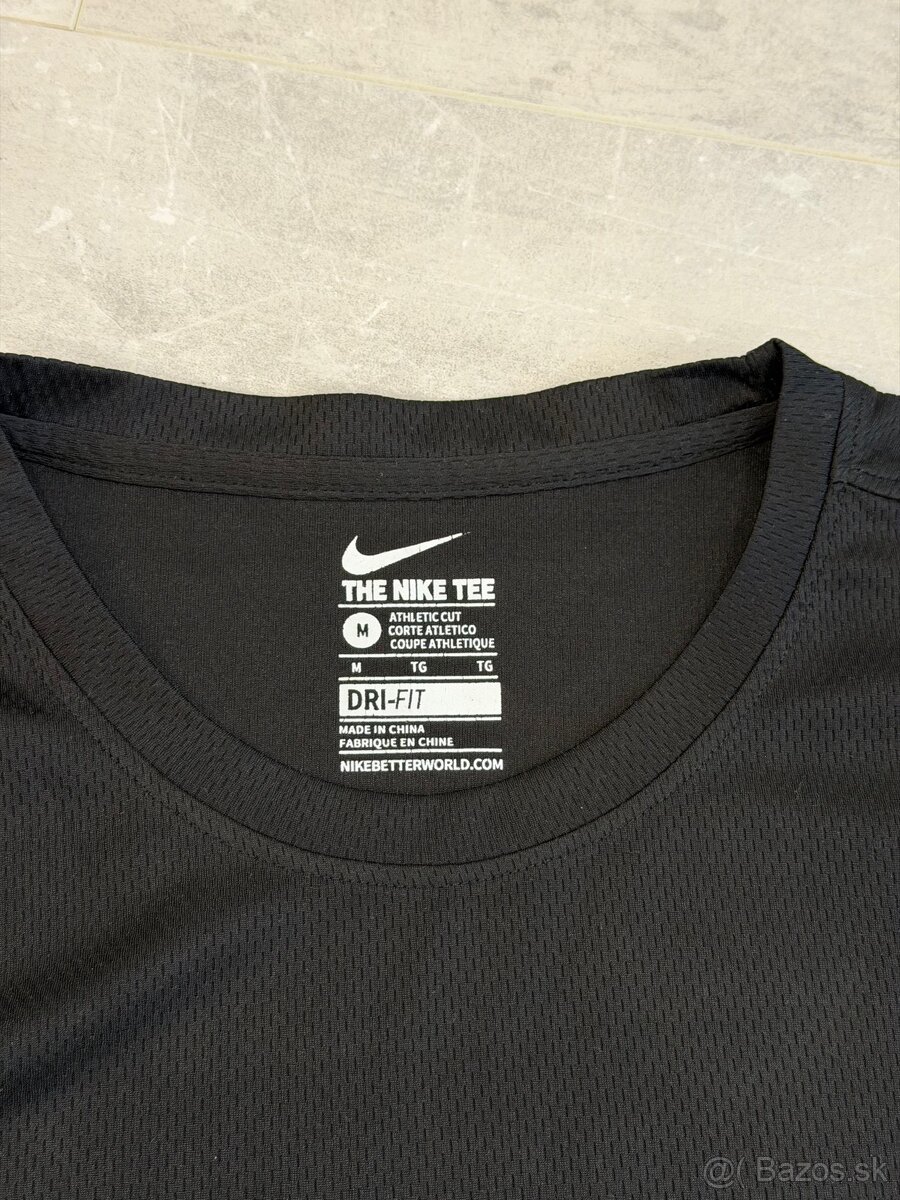 THE NIKE TEE
M
ATHLETIC CUT
CORTE ATLETICO
COUPE ATHLETIQUE
M TG TG
DRI-FIT
MADE IN CHINA
FABRIQUE EN CHINE
NIKEBETTERWORLD.COM
@( Bazos.sk